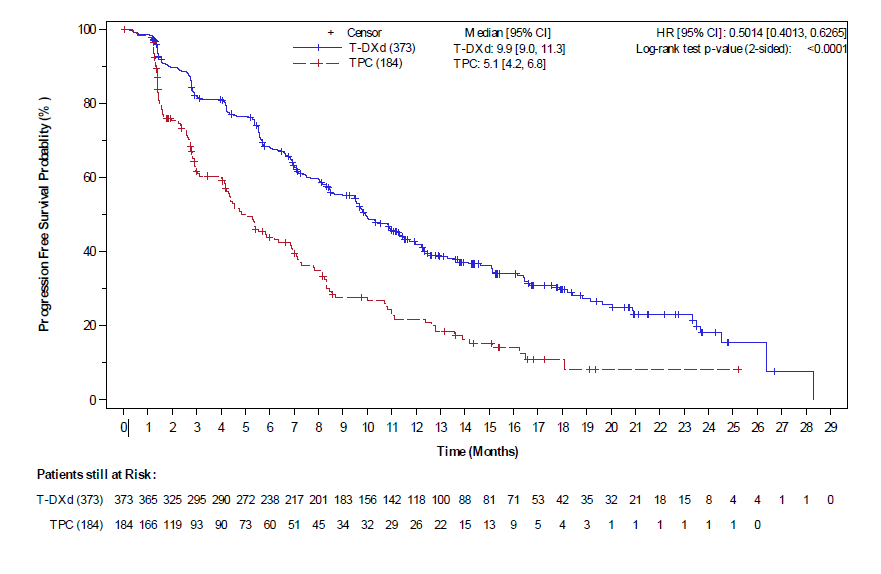 Censor
T-DXd (373)
TPC (184)
Median [95% CI]
T-DXd: 9.9 [9.0, 11.3]
TPC: 5.1 [4.2, 6.8]
HR [95% CI]: 0.5014 [0.4013, 0.6265]
Log-rank test p-value (2-sided): <0.0001
Progression Free Survival Probablity (%)
100
80
60
40
20
0
0 1 2 3 4 5 6 7 8 9 10 11 12 13 14 15 16 17 18 19 20 21 22 23 24 25 26 27 28 29
Time (Months)
Patients still at Risk:
T-DXd (373) 373 365 325 295 290 272 238 217 201 183 156 142 118 100 88 81 71 53 42 35 32 21 18 15 8 4 4 1 1 0
TPC (184) 184 166 119 93 90 73 60 51 45 34 32 29 26 22 15 13 9 5 4 3 1 1 1 1 1 1 0